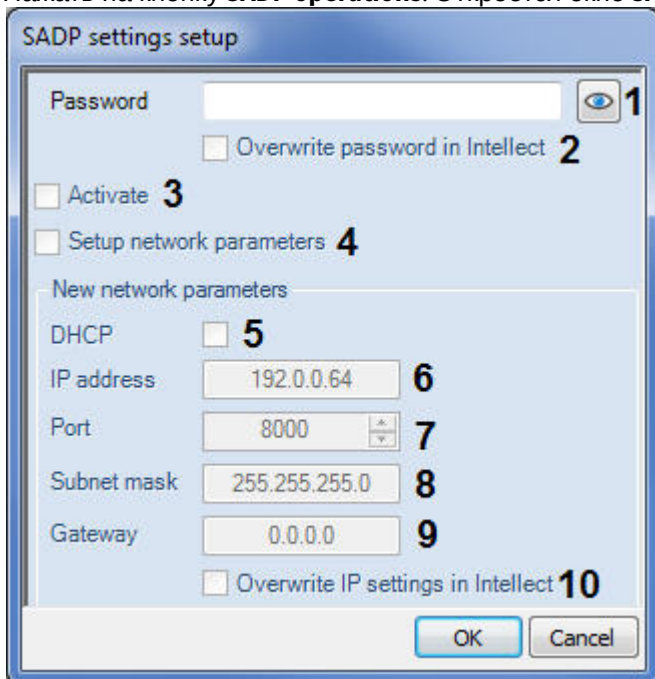 SADP settings setup
Password 1
Overwrite password in Intellect 2
Activate 3
Setup network parameters 4
New network parameters
DHCP 5
IP address 192.0.0.64 6
Port 8000 7
Subnet mask 255.255.255.0 8
Gateway 0.0.0.0 9
Overwrite IP settings in Intellect 10
OK Cancel